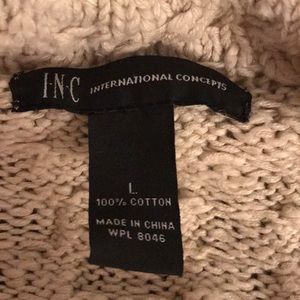 I·N·C INTERNATIONAL CONCEPTS
L
100% COTTON
MADE IN CHINA
WPL 8046